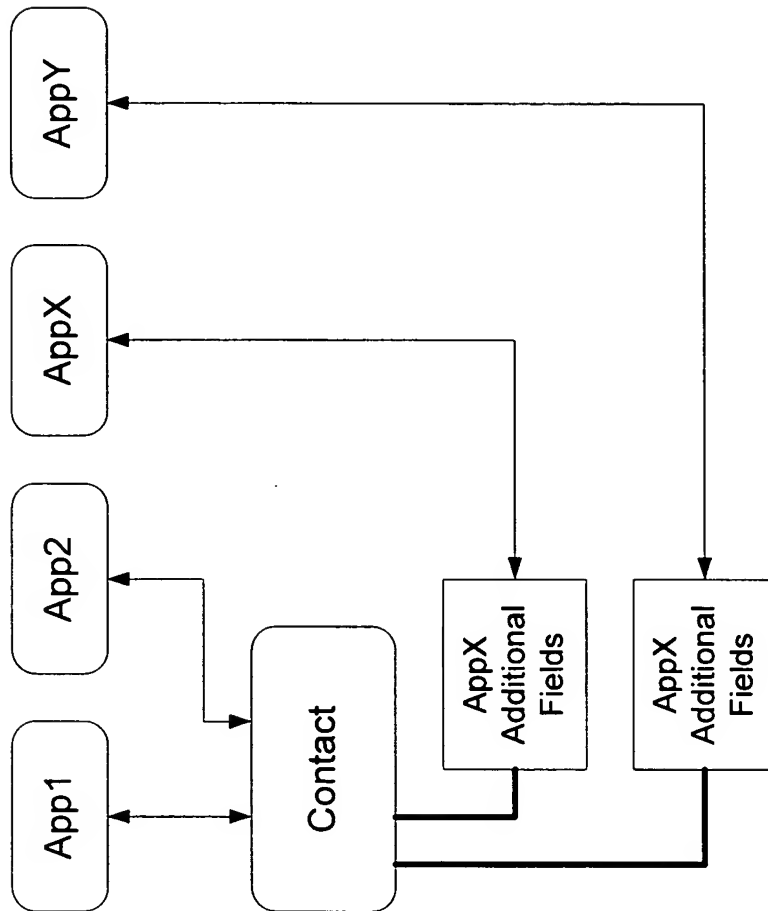 App1
App2
AppX
AppY
Contact
AppX
Additional
Fields
AppX
Additional
Fields